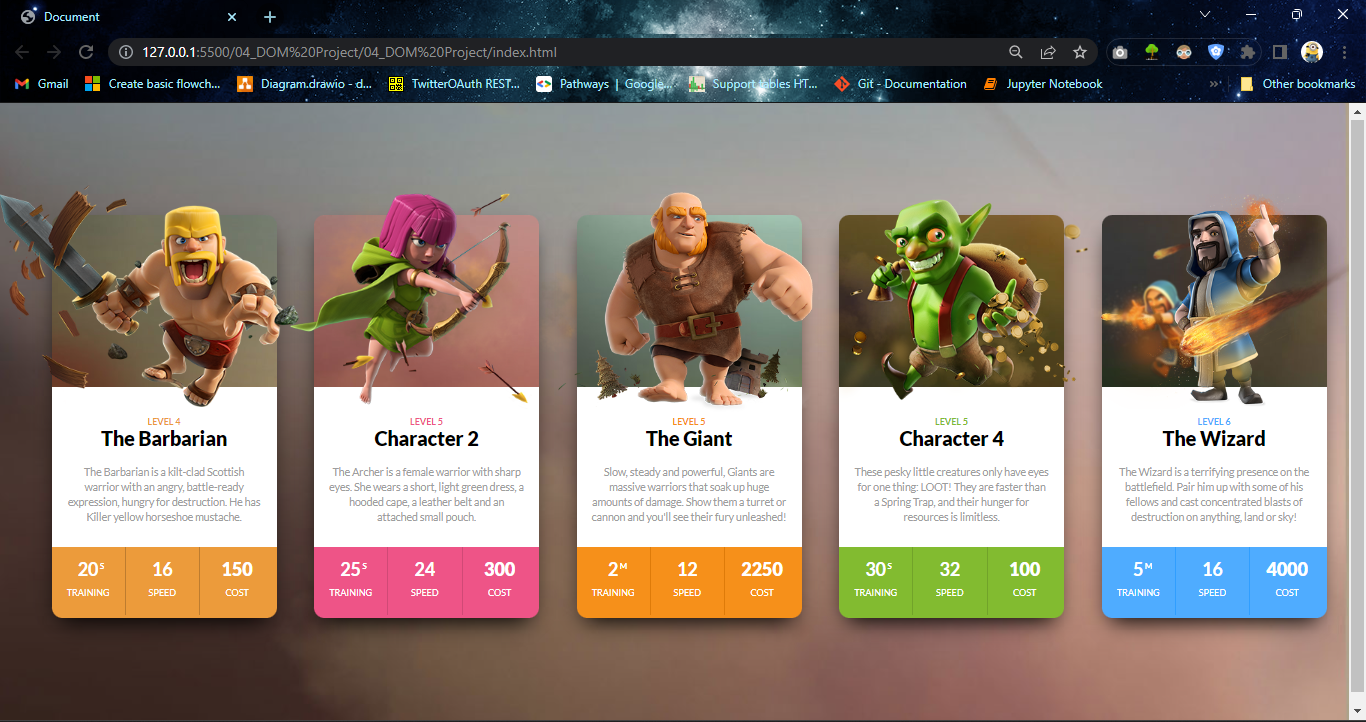 Document
127.0.0.1:5500/04_DOM%20Project/04_DOM%20Project/index.html
Gmail
Create basic flowch...
Diagram.drawio - d...
TwitterOAuth REST...
Pathways | Google...
Support tables HT...
Git - Documentation
Jupyter Notebook
Other bookmarks
LEVEL 4
The Barbarian
The Barbarian is a kilt-clad Scottish
warrior with an angry, battle-ready
expression, hungry for destruction. He has
Killer yellow horseshoe mustache.
20S 16 150
TRAINING SPEED COST
LEVEL 5
Character 2
The Archer is a female warrior with sharp
eyes. She wears a short, light green dress, a
hooded cape, a leather belt and an
attached small pouch.
25S 24 300
TRAINING SPEED COST
LEVEL 5
The Giant
Slow, steady and powerful, Giants are
massive warriors that soak up huge
amounts of damage. Show them a turret or
cannon and you'll see their fury unleashed!
2M 12 2250
TRAINING SPEED COST
LEVEL 5
Character 4
These pesky little creatures only have eyes
for one thing: LOOT! They are faster than
a Spring Trap, and their hunger for
resources is limitless.
30S 32 100
TRAINING SPEED COST
LEVEL 6
The Wizard
The Wizard is a terrifying presence on the
battlefield. Pair him up with some of his
fellows and cast concentrated blasts of
destruction on anything, land or sky!
5M 16 4000
TRAINING SPEED COST